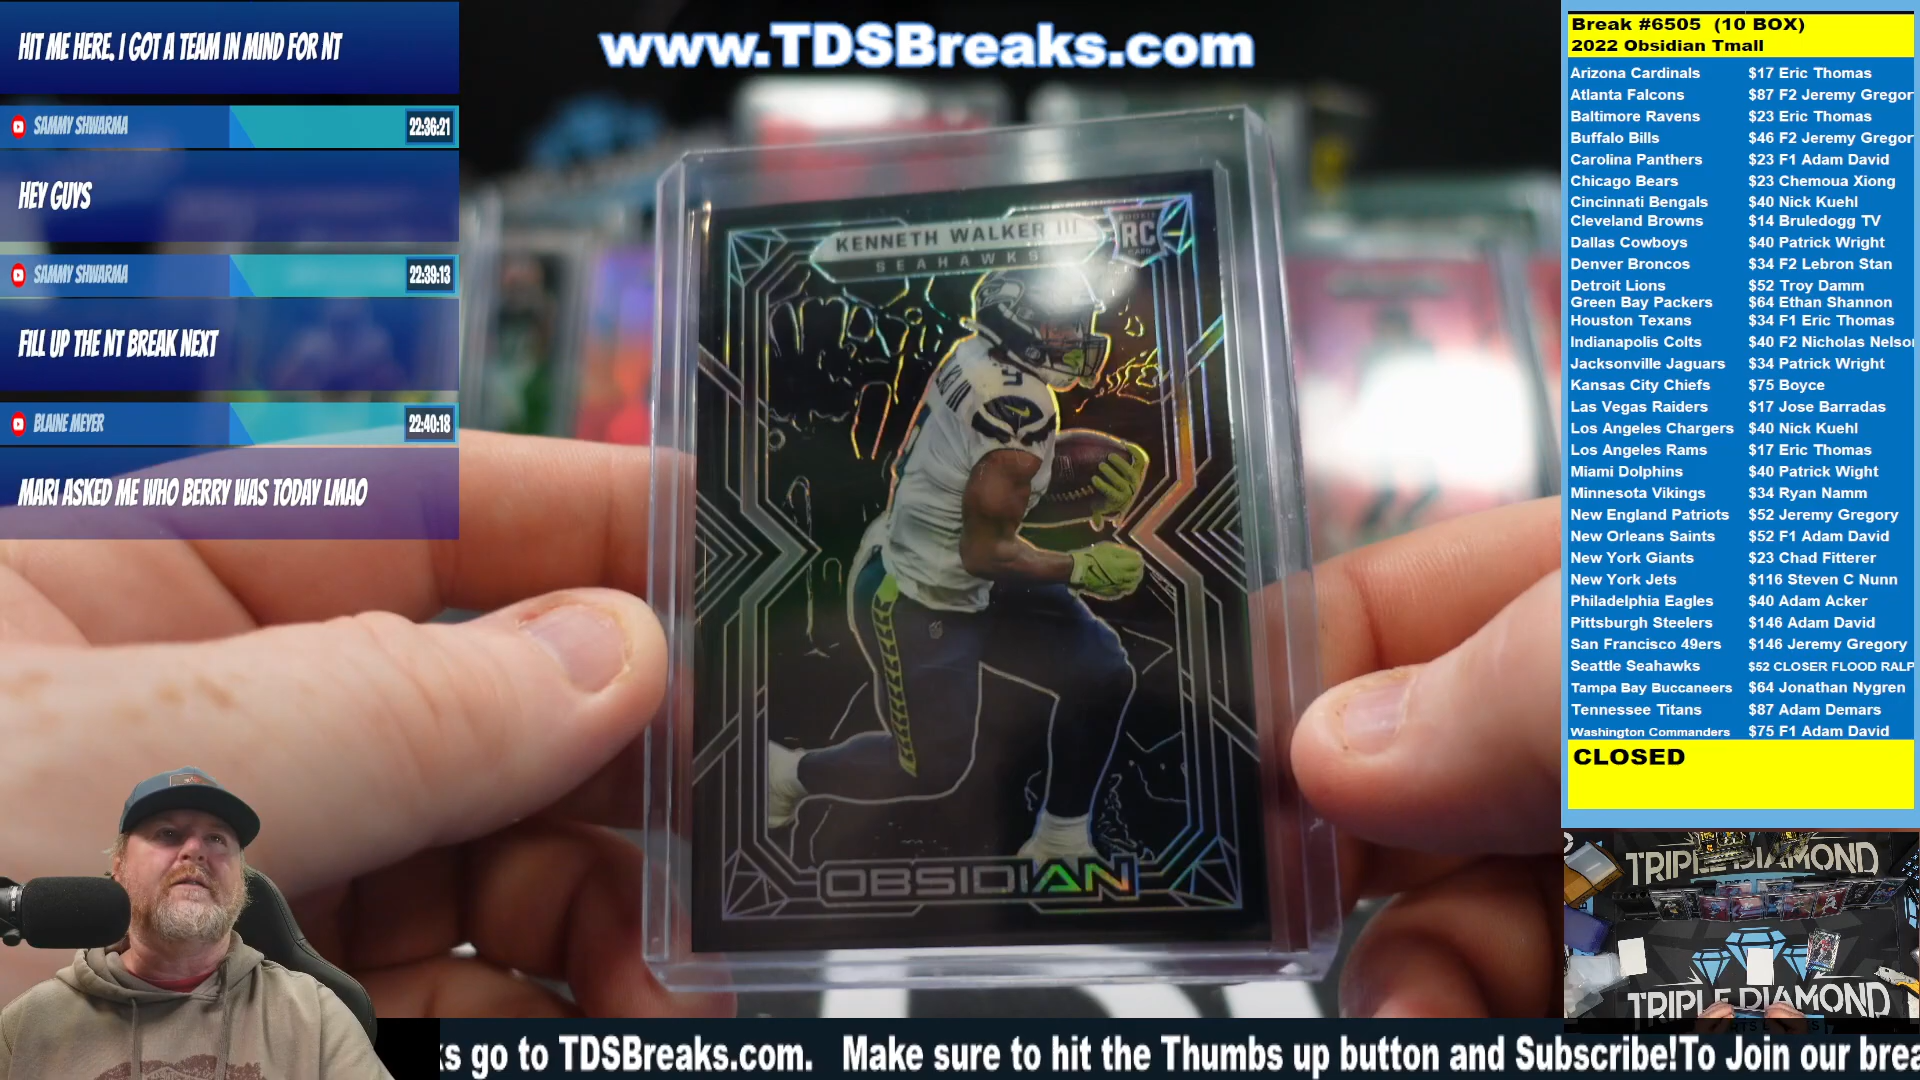 HIT ME HERE. I GOT A TEAM IN MIND FOR NT
SAMMY SHWARMA
22:36:21
HEY GUYS
SAMMY SHWARMA
22:39:13
FILL UP THE NT BREAK NEXT
BLAINE MEYER
22:40:18
MARI ASKED ME WHO BERRY WAS TODAY LMAO
www.TDSBreaks.com
KENNETH WALKER III
SEAHAWKS
RC
OBSIDIAN
Break #6505 (10 BOX)
2022 Obsidian Tmall
Arizona Cardinals $17 Eric Thomas
Atlanta Falcons $87 F2 Jeremy Gregor
Baltimore Ravens $23 Eric Thomas
Buffalo Bills $46 F2 Jeremy Gregor
Carolina Panthers $23 F1 Adam David
Chicago Bears $23 Chemoua Xiong
Cincinnati Bengals $40 Nick Kuehl
Cleveland Browns $14 Bruledogg TV
Dallas Cowboys $40 Patrick Wright
Denver Broncos $34 F2 Lebron Stan
Detroit Lions $52 Troy Damm
Green Bay Packers $64 Ethan Shannon
Houston Texans $34 F1 Eric Thomas
Indianapolis Colts $40 F2 Nicholas Nelson
Jacksonville Jaguars $34 Patrick Wright
Kansas City Chiefs $75 Boyce
Las Vegas Raiders $17 Jose Barradas
Los Angeles Chargers $40 Nick Kuehl
Los Angeles Rams $17 Eric Thomas
Miami Dolphins $40 Patrick Wight
Minnesota Vikings $34 Ryan Namm
New England Patriots $52 Jeremy Gregory
New Orleans Saints $52 F1 Adam David
New York Giants $23 Chad Fitterer
New York Jets $116 Steven C Nunn
Philadelphia Eagles $40 Adam Acker
Pittsburgh Steelers $146 Adam David
San Francisco 49ers $146 Jeremy Gregory
Seattle Seahawks $52 CLOSER FLOOD RALP
Tampa Bay Buccaneers $64 Jonathan Nygren
Tennessee Titans $87 Adam Demars
Washington Commanders $75 F1 Adam David
CLOSED
TRIPLE DIAMOND
TRIPLE DIAMOND
ks go to TDSBreaks.com. Make sure to hit the Thumbs up button and Subscribe!To Join our brea